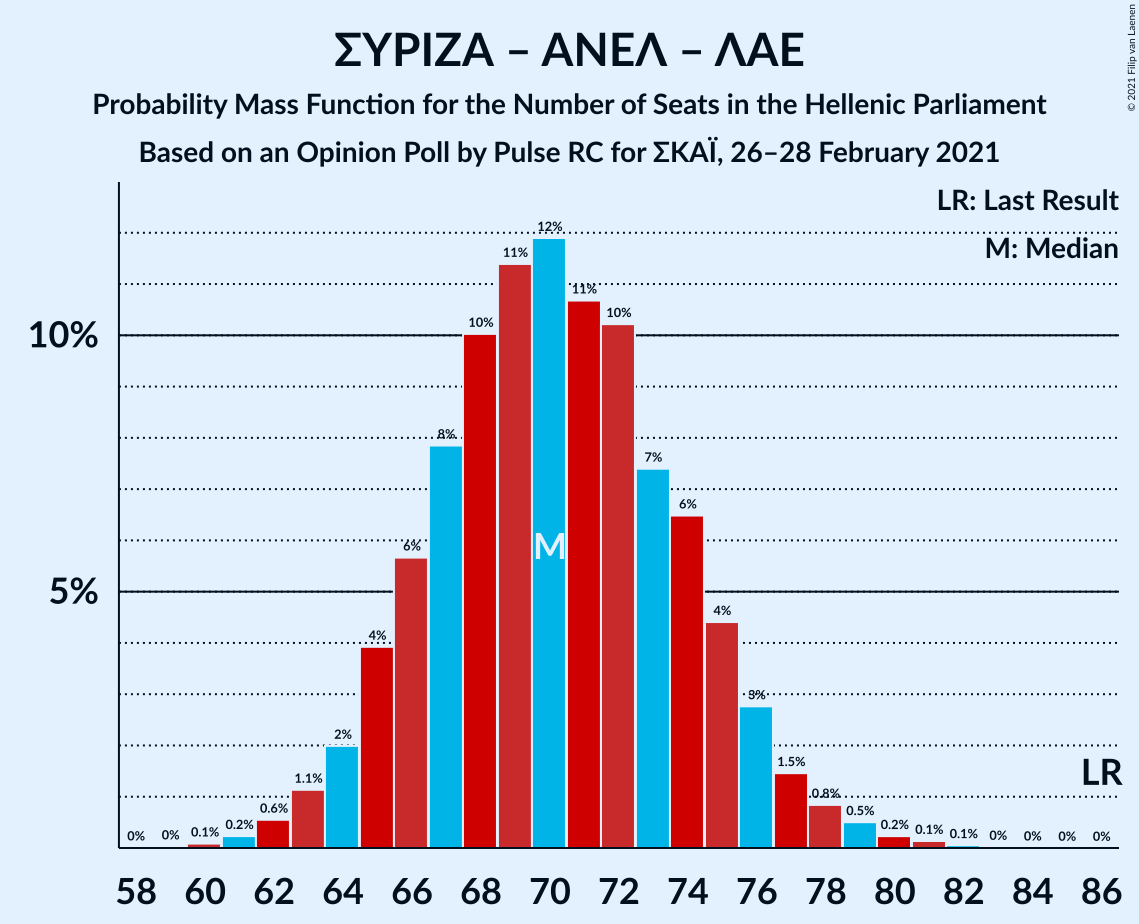 ΣΥΡΙΖΑ – ΑΝΕΛ – ΛΑΕ
Probability Mass Function for the Number of Seats in the Hellenic Parliament
Based on an Opinion Poll by Pulse RC for ΣΚΑΪ, 26–28 February 2021
© 2021 Filip van Laenen
LR: Last Result
M: Median
10%
5%
0% 0% 0.1% 0.2% 0.6% 1.1% 2% 4% 6% 8% 10% 11% 12% 11% 10% 7% 6% 4% 3% 1.5% 0.8% 0.5% 0.2% 0.1% 0.1% 0% 0% 0% 0%
M
LR
58 60 62 64 66 68 70 72 74 76 78 80 82 84 86